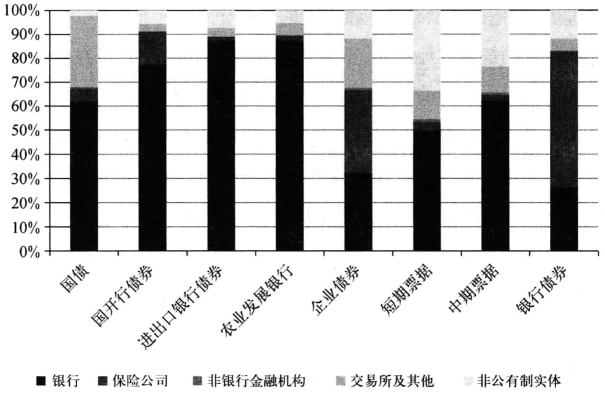 100%
90%
80%
70%
60%
50%
40%
30%
20%
10%
0%
国债
国开行债券
进出口银行债券
农业发展银行
企业债券
短期票据
中期票据
银行债券
银行 保险公司 非银行金融机构 交易所及其他 非公有制实体